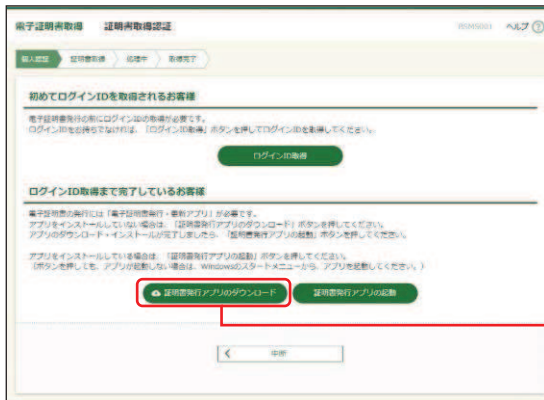 電子証明書取得 証明書取得認証
BSMS003 ヘルプ ?
個人認証 証明書取得 処理中 取得完了
初めてログインIDを取得されるお客様
電子証明書発行の前にログインIDの取得が必要です。
ログインIDをお持ちでなければ、「ログインID取得」ボタンを押してログインIDを取得してください。
ログインID取得
ログインID取得まで完了しているお客様
電子証明書の発行には「電子証明書発行・更新アプリ」が必要です。
アプリをインストールしていない場合は、「証明書発行アプリのダウンロード」ボタンを押してください。
アプリのダウンロード・インストールが完了しましたら、「証明書発行アプリの起動」ボタンを押してください。
アプリをインストールしている場合は、「証明書発行アプリの起動」ボタンを押してください。
（ボタンを押しても、アプリが起動しない場合は、Windowsのスタートメニューから、アプリを起動してください。）
証明書発行アプリのダウンロード 証明書発行アプリの起動
中断